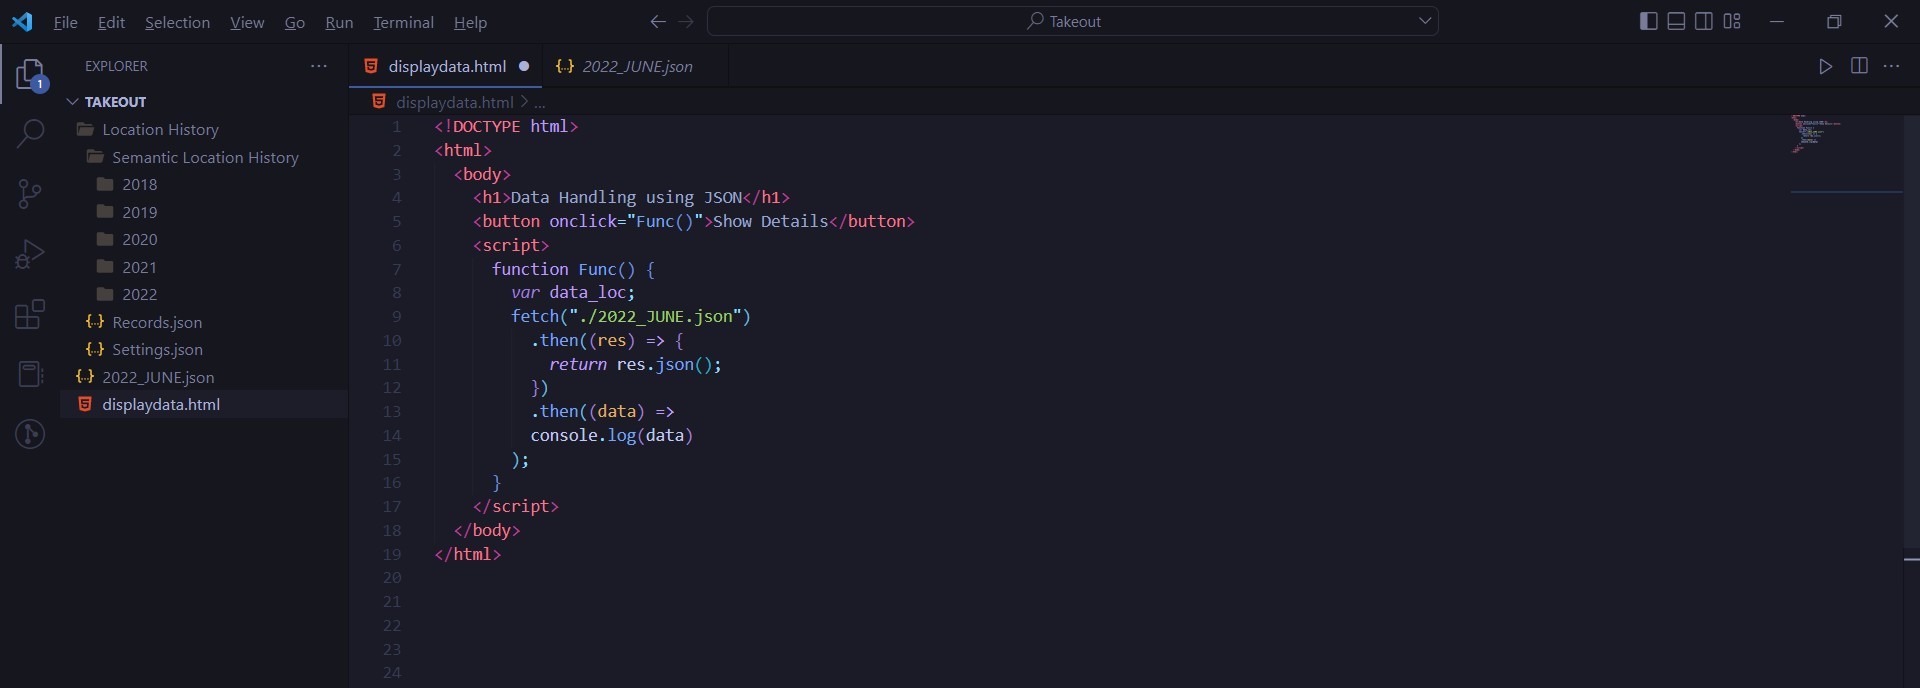 File Edit Selection View Go Run Terminal Help Takeout
EXPLORER ...
1
TAKEOUT
Location History
Semantic Location History
2018
2019
2020
2021
2022
Records.json
Settings.json
2022_JUNE.json
displaydata.html
displaydata.html 2022_JUNE.json
displaydata.html > ...
1 <!DOCTYPE html>
2 <html>
3 <body>
4 <h1>Data Handling using JSON</h1>
5 <button onclick="Func()">Show Details</button>
6 <script>
7 function Func() {
8 var data_loc;
9 fetch("./2022_JUNE.json")
10 .then((res) => {
11 return res.json();
12 })
13 .then((data) =>
14 console.log(data)
15 );
16 }
17 </script>
18 </body>
19 </html>
20
21
22
23
24